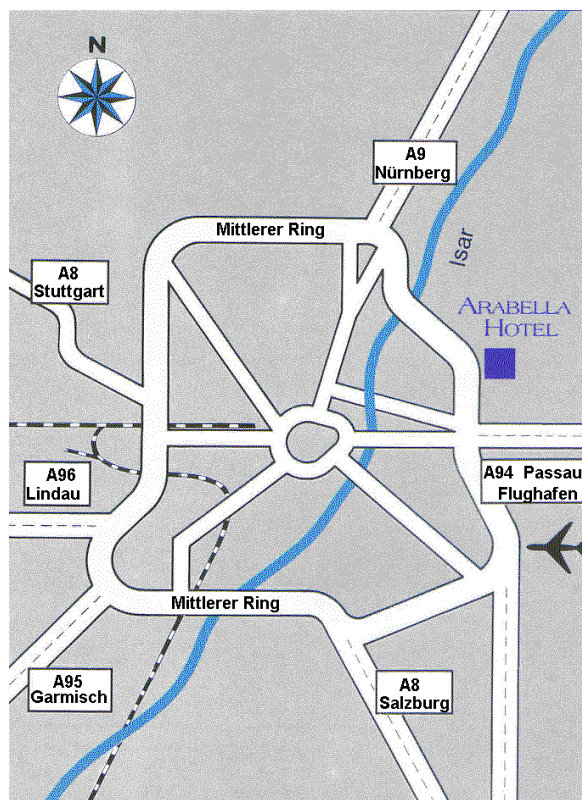 N
A9
Nürnberg
Mittlerer Ring
Isar
A8
Stuttgart
ARABELLA
HOTEL
A96
Lindau
A94 Passau
Flughafen
Mittlerer Ring
A95
Garmisch
A8
Salzburg